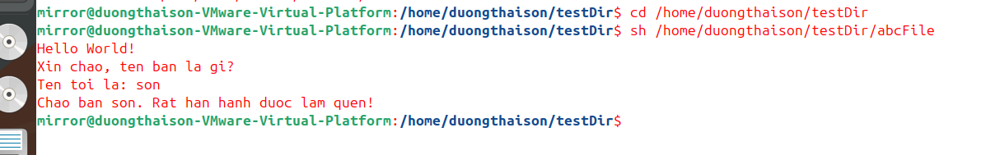 mirror@duongthaison-VMware-Virtual-Platform:/home/duongthaison/testDir$ cd /home/duongthaison/testDir
mirror@duongthaison-VMware-Virtual-Platform:/home/duongthaison/testDir$ sh /home/duongthaison/testDir/abcFile
Hello World!
Xin chao, ten ban la gi?
Ten toi la: son
Chao ban son. Rat han hanh duoc lam quen!
mirror@duongthaison-VMware-Virtual-Platform:/home/duongthaison/testDir$